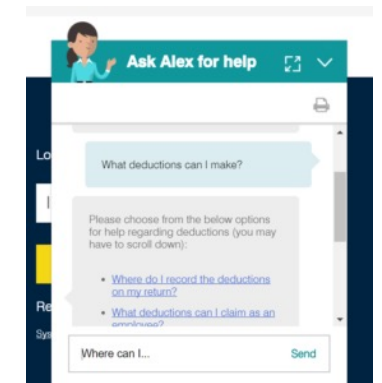 Ask Alex for help
Lo
What deductions can I make?
Please choose from the below options
for help regarding deductions (you may
have to scroll down):
Where do I record the deductions
on my return?
What deductions can I claim as an
employee?
Re
Where can I...
Send